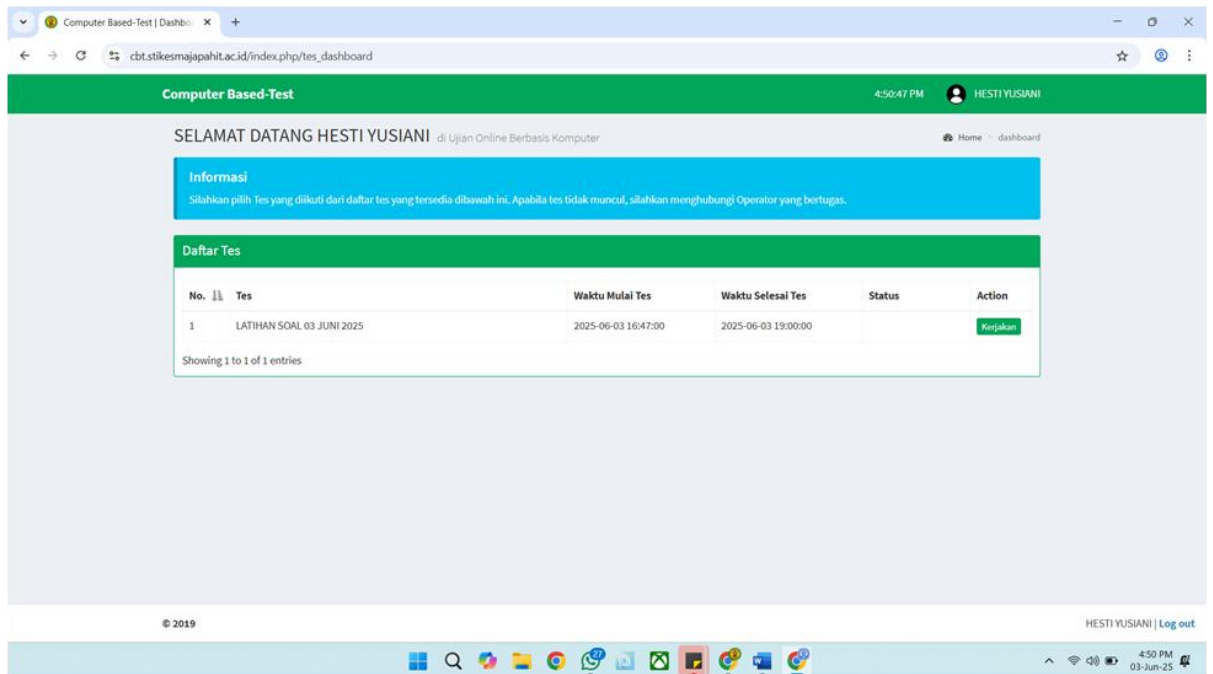 Computer Based-Test | Dashbo
cbt.stikesmajapahit.ac.id/index.php/tes_dashboard
Computer Based-Test 4:50:47 PM HESTI YUSIANI
SELAMAT DATANG HESTI YUSIANI di Ujian Online Berbasis Komputer Home > dashboard
Informasi
Silahkan pilih Tes yang diikuti dari daftar tes yang tersedia dibawah ini. Apabila tes tidak muncul, silahkan menghubungi Operator yang bertugas.
Daftar Tes
No. Tes Waktu Mulai Tes Waktu Selesai Tes Status Action
1 LATIHAN SOAL 03 JUNI 2025 2025-06-03 16:47:00 2025-06-03 19:00:00 Kerjakan
Showing 1 to 1 of 1 entries
© 2019 HESTI YUSIANI | Log out
27
4:50 PM
03-Jun-25